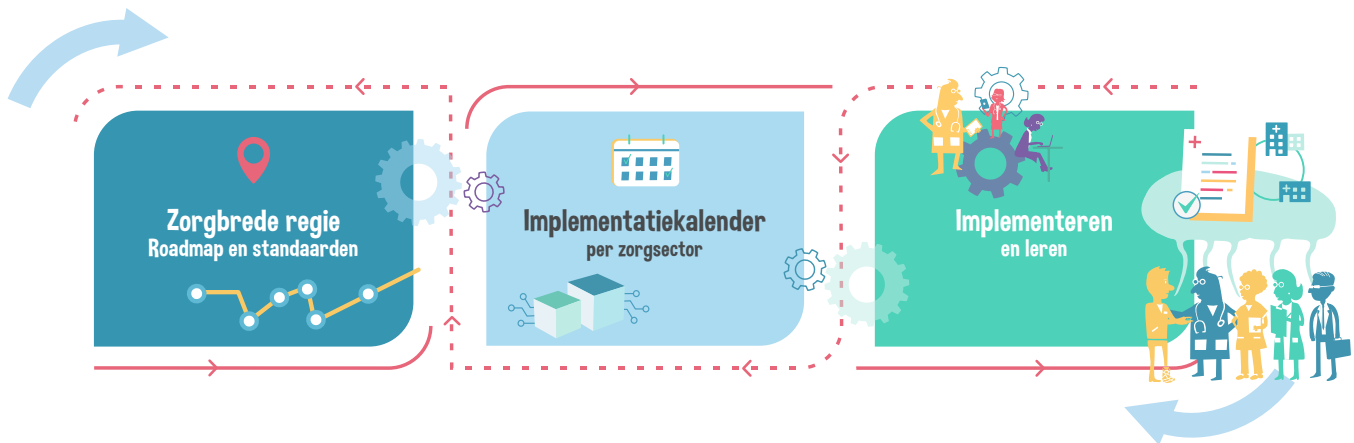 Zorgbrede regie
Roadmap en standaarden
Implementatiekalender
per zorgsector
Implementeren
en leren